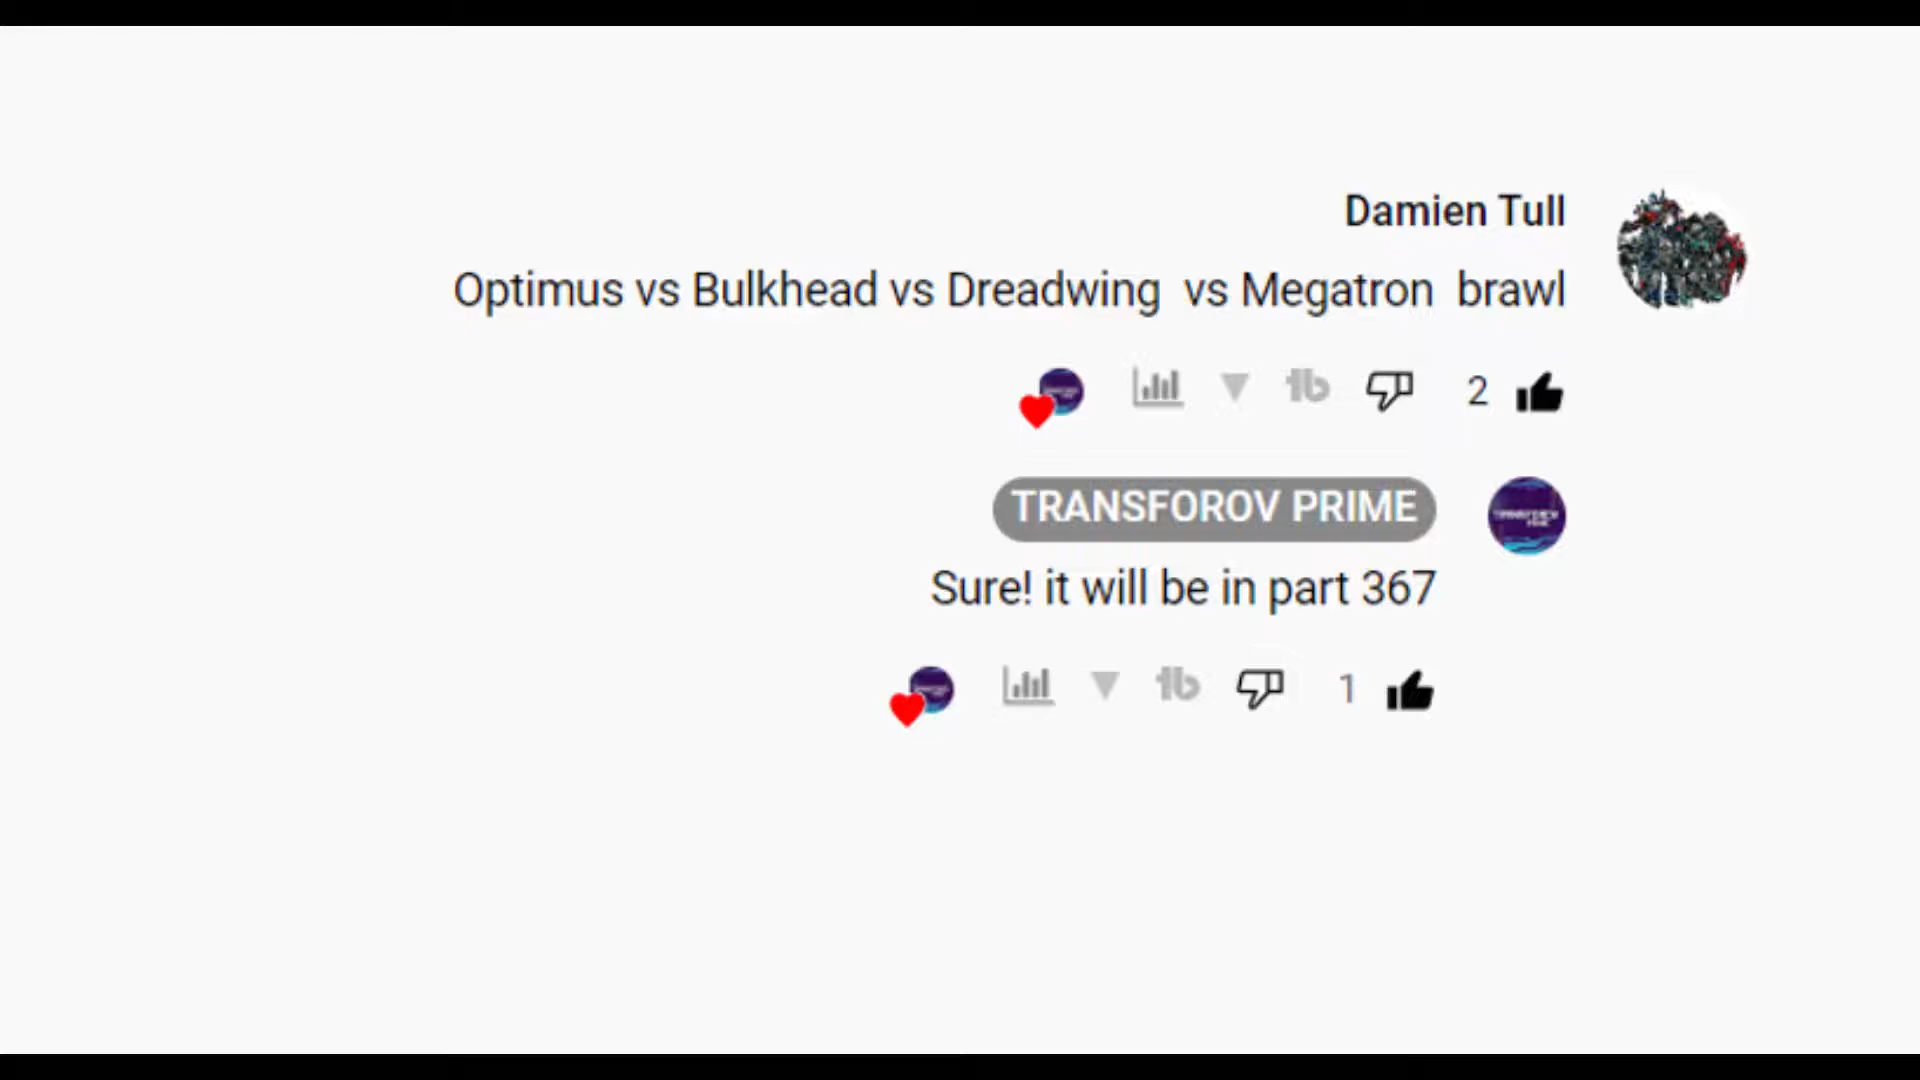 Damien Tull
Optimus vs Bulkhead vs Dreadwing  vs Megatron  brawl
2
TRANSFOROV PRIME
Sure! it will be in part 367
1